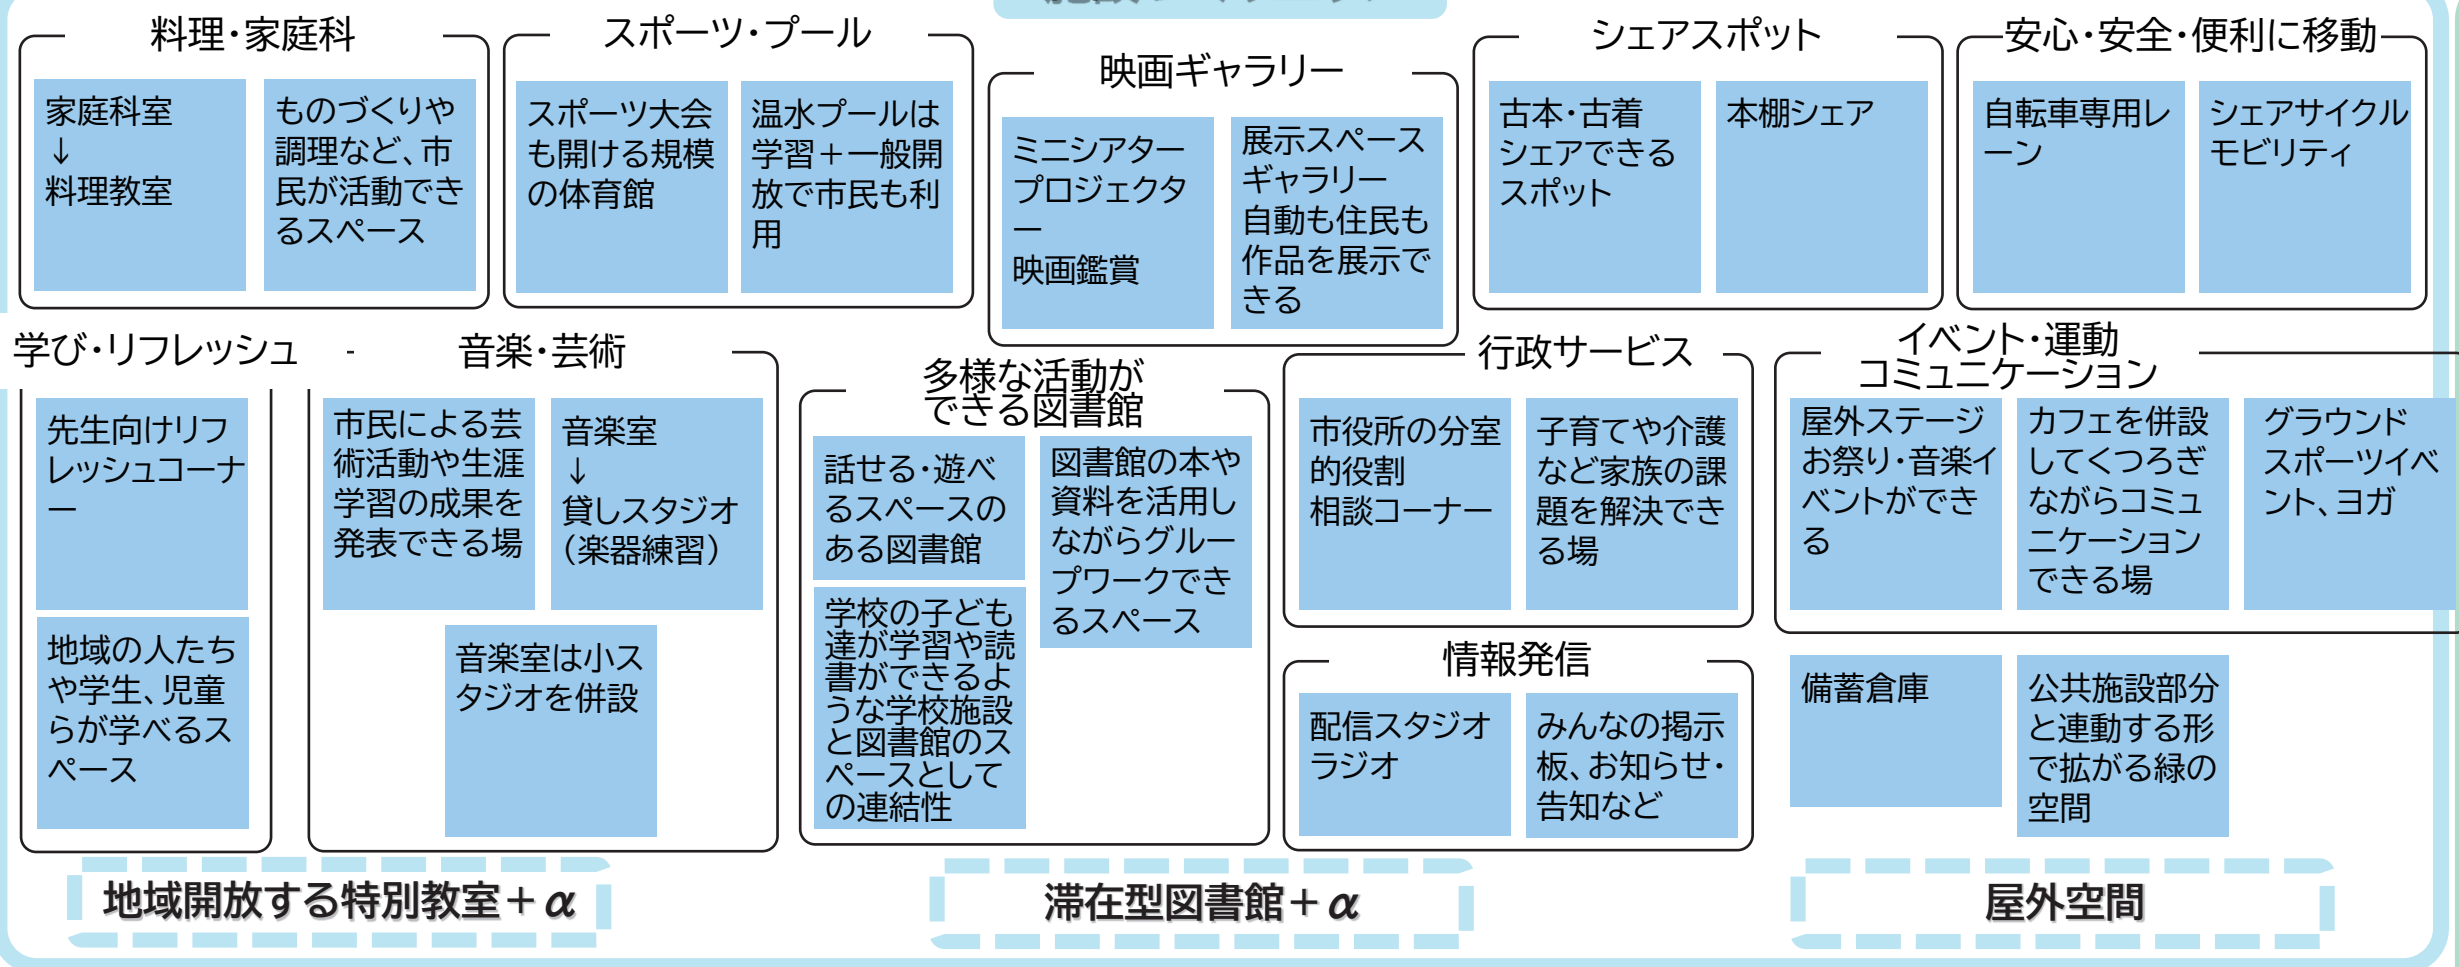 料理・家庭科
家庭科室
↓
料理教室
ものづくりや
調理など、市
民が活動でき
るスペース
スポーツ・プール
スポーツ大会
も開ける規模
の体育館
温水プールは
学習＋一般開
放で市民も利
用
映画ギャラリー
ミニシアター
プロジェクタ
ー
映画鑑賞
展示スペース
ギャラリー
自動も住民も
作品を展示で
きる
シェアスポット
古本・古着
シェアできる
スポット
本棚シェア
安心・安全・便利に移動
自転車専用レ
ーン
シェアサイクル
モビリティ
学び・リフレッシュ
先生向けリフ
レッシュコーナ
ー
地域の人たち
や学生、児童
らが学べるス
ペース
音楽・芸術
市民による芸
術活動や生涯
学習の成果を
発表できる場
音楽室
↓
貸しスタジオ
（楽器練習）
音楽室は小ス
タジオを併設
多様な活動が
できる図書館
話せる・遊べ
るスペースの
ある図書館
図書館の本や
資料を活用し
ながらグルー
プワークでき
るスペース
学校の子ども
達が学習や読
書ができるよ
うな学校施設
と図書館のス
ペースとして
の連結性
行政サービス
市役所の分室
的役割
相談コーナー
子育てや介護
など家族の課
題を解決でき
る場
情報発信
配信スタジオ
ラジオ
みんなの掲示
板、お知らせ・
告知など
イベント・運動
コミュニケーション
屋外ステージ
お祭り・音楽イ
ベントができ
る
カフェを併設
してくつろぎ
ながらコミュ
ニケーション
できる場
グラウンド
スポーツイベ
ント、ヨガ
備蓄倉庫
公共施設部分
と連動する形
で拡がる緑の
空間
地域開放する特別教室＋α
滞在型図書館＋α
屋外空間